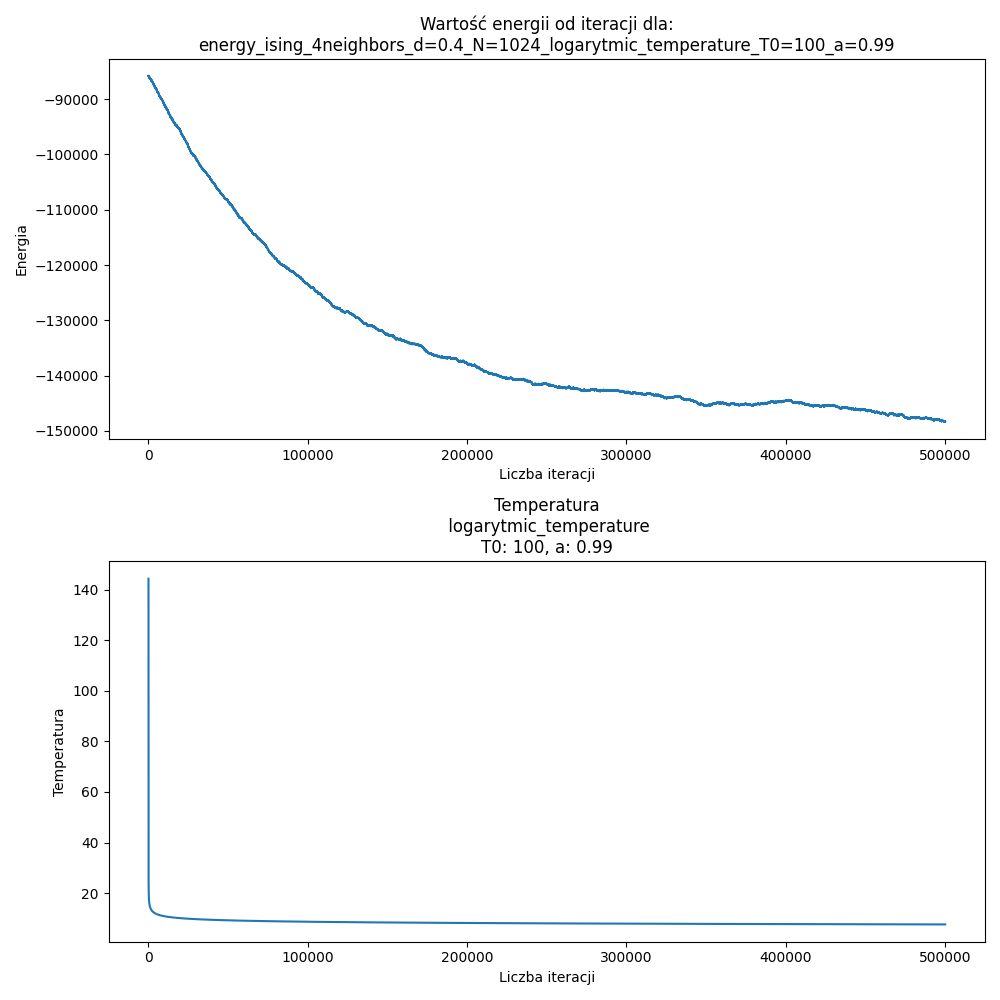 Wartość energii od iteracji dla:
energy_ising_4neighbors_d=0.4_N=1024_logarytmic_temperature_T0=100_a=0.99
−90000
−100000
−110000
−120000
−130000
−140000
−150000
Energia
0 100000 200000 300000 400000 500000
Liczba iteracji
Temperatura
logarytmic_temperature
T0: 100, a: 0.99
140
120
100
80
60
40
20
Temperatura
0 100000 200000 300000 400000 500000
Liczba iteracji